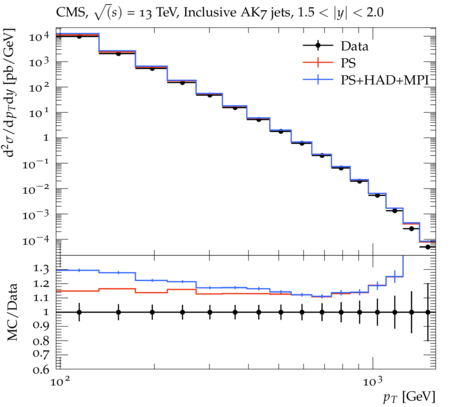 CMS, √(s) = 13 TeV, Inclusive AK7 jets, 1.5 < |y| < 2.0
d²σ/dp_T dy [pb/GeV]
10⁴
10³
10²
10¹
1
10⁻¹
10⁻²
10⁻³
10⁻⁴
Data
PS
PS+HAD+MPI
MC/Data
1.3
1.2
1.1
1
0.9
0.8
0.7
0.6
10²
10³
p_T [GeV]